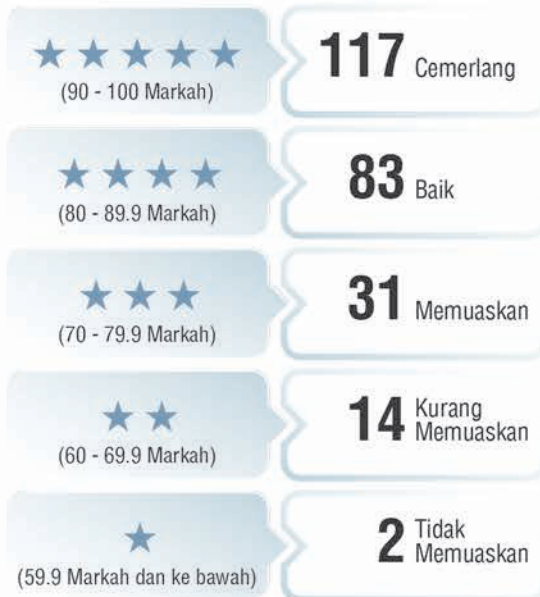 117 Cemerlang
(90 - 100 Markah)
83 Baik
(80 - 89.9 Markah)
31 Memuaskan
(70 - 79.9 Markah)
14 Kurang
Memuaskan
(60 - 69.9 Markah)
2 Tidak
Memuaskan
(59.9 Markah dan ke bawah)